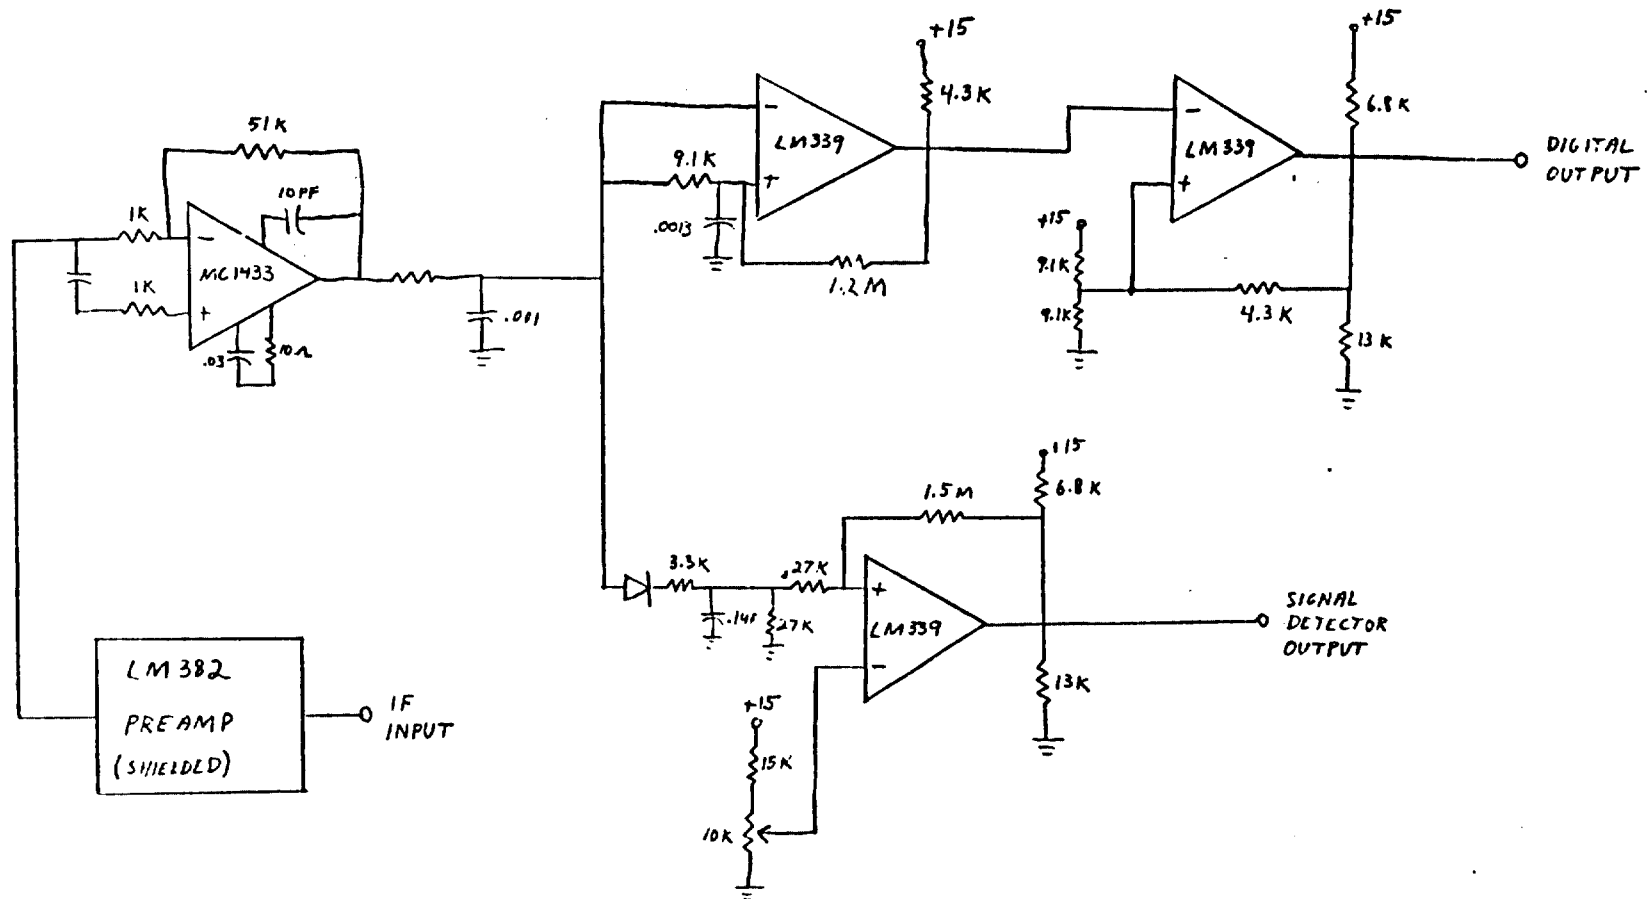 +15
+15
4.3K
6.8K
51K
LM339
LM339
DIGITAL
OUTPUT
9.1K
10PF
1K
.0013
+15
MC1433
9.1K
1.2M
1K
4.3K
.001
9.1K
13K
.03
10Ω
+15
6.8K
1.5M
3.3K
27K
SIGNAL
DETECTOR
OUTPUT
27K
LM339
13K
LM382
PREAMP
(SHIELDED)
IF
INPUT
+15
15K
10K
-
+
-
+
-
+
+
-